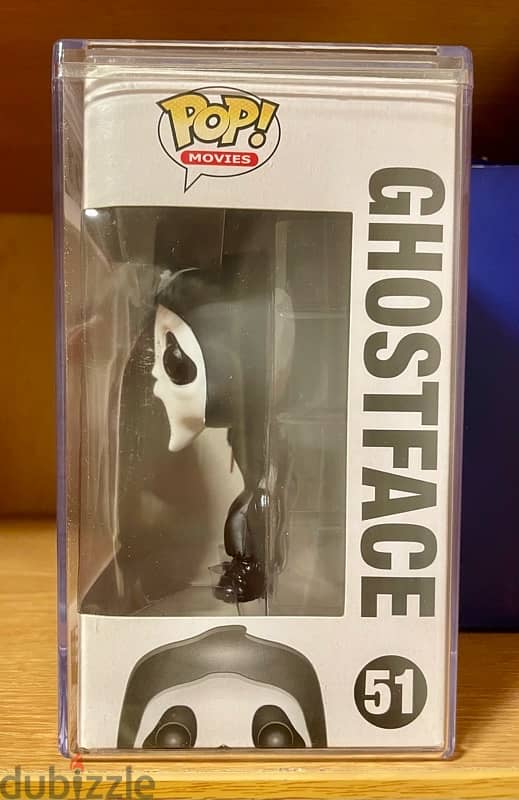 POP!
MOVIES
GHOSTFACE
51
dubizzle